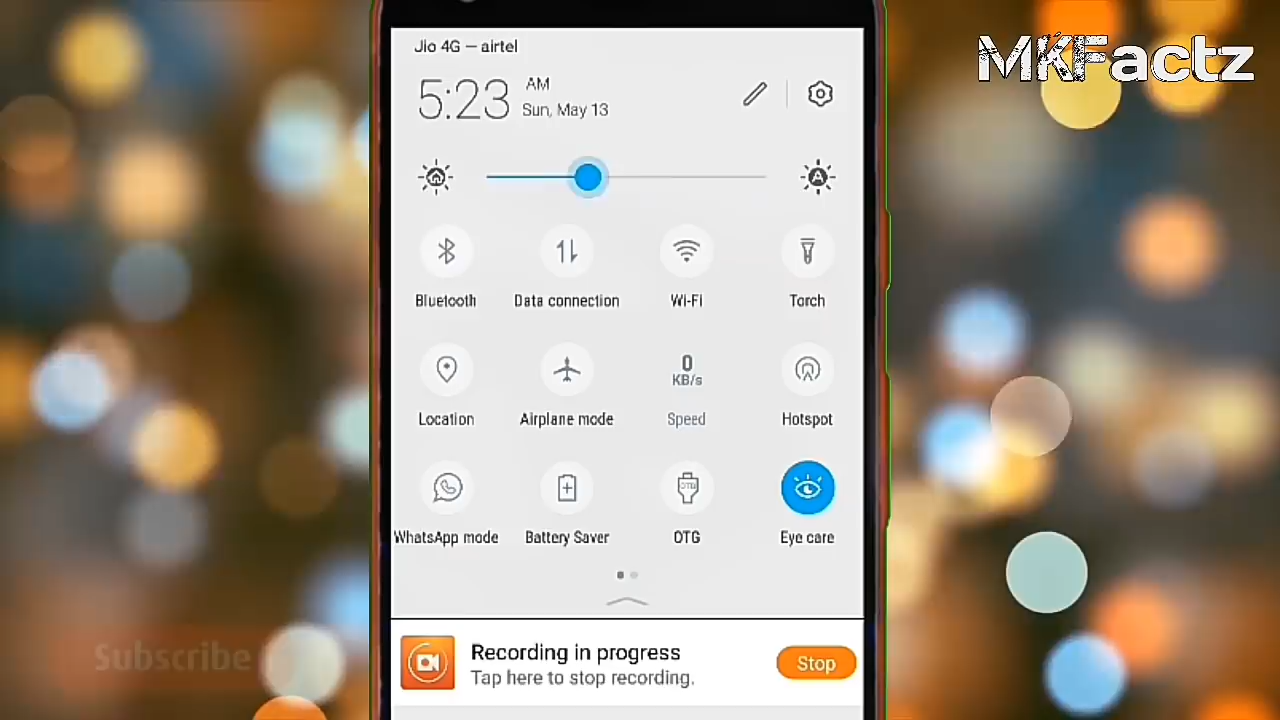 MKFactz
Jio 4G — airtel
5:23 AM
Sun, May 13
Bluetooth Data connection Wi-Fi Torch
0
KB/s
Location Airplane mode Speed Hotspot
OTG
WhatsApp mode Battery Saver OTG Eye care
Recording in progress
Tap here to stop recording.
Stop
Subscribe